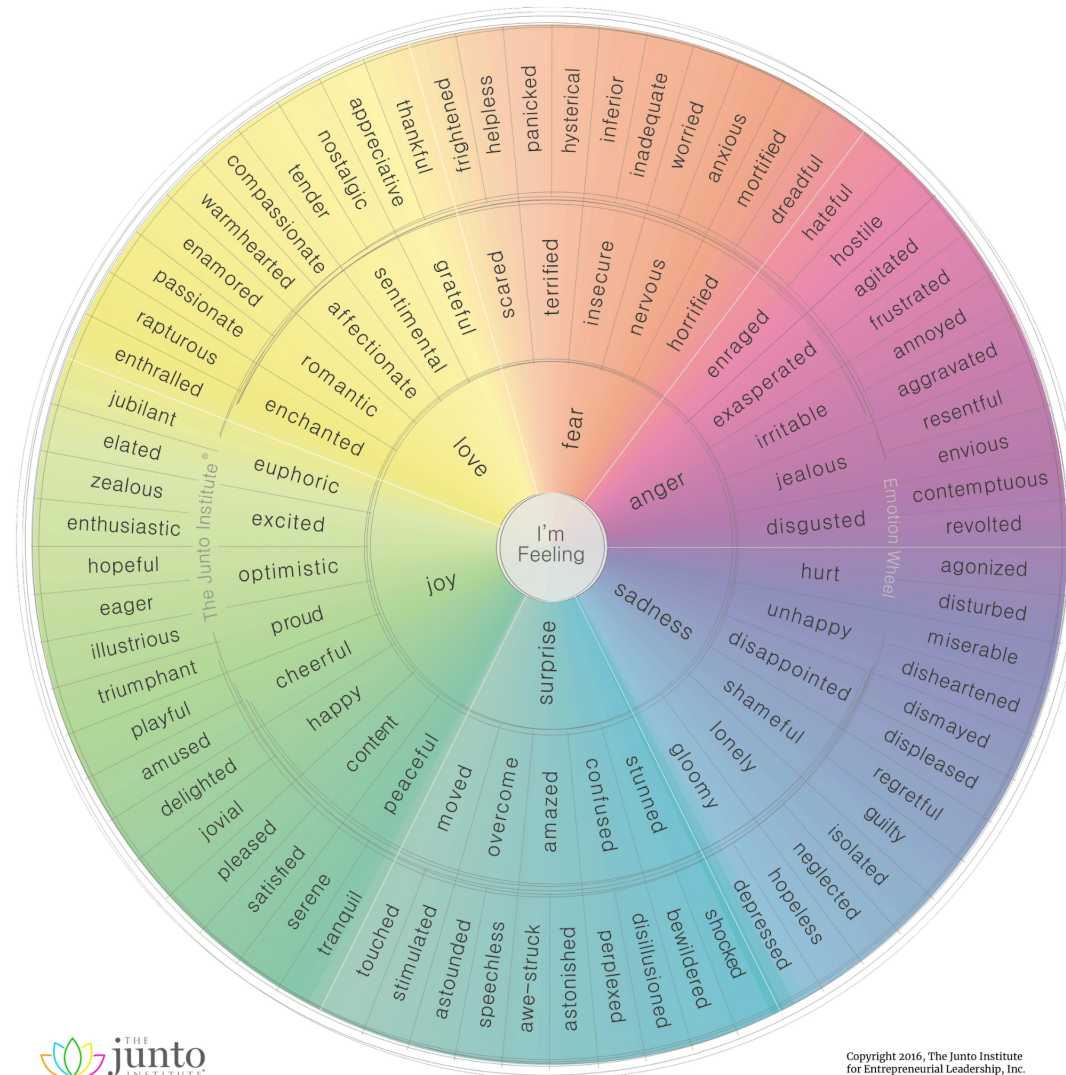 I'm
Feeling
love
fear
anger
sadness
surprise
joy
enchanted
romantic
affectionate
sentimental
grateful
scared
terrified
insecure
nervous
horrified
enraged
exasperated
irritable
jealous
disgusted
hurt
unhappy
disappointed
shameful
lonely
gloomy
stunned
confused
amazed
overcome
moved
peaceful
content
happy
cheerful
proud
optimistic
excited
euphoric
enthralled
rapturous
passionate
enamored
warmhearted
compassionate
tender
nostalgic
appreciative
thankful
frightened
helpless
panicked
hysterical
inferior
inadequate
worried
anxious
mortified
dreadful
hateful
hostile
agitated
frustrated
annoyed
aggravated
resentful
envious
contemptuous
revolted
agonized
disturbed
miserable
disheartened
dismayed
displeased
regretful
guilty
isolated
neglected
hopeless
depressed
shocked
bewildered
disillusioned
perplexed
astonished
awe-struck
speechless
astounded
stimulated
touched
tranquil
serene
satisfied
pleased
jovial
delighted
amused
playful
triumphant
illustrious
eager
hopeful
enthusiastic
zealous
elated
jubilant
The Junto Institute®
Emotion Wheel
THE
junto
INSTITUTE®
Copyright 2016, The Junto Institute
for Entrepreneurial Leadership, Inc.